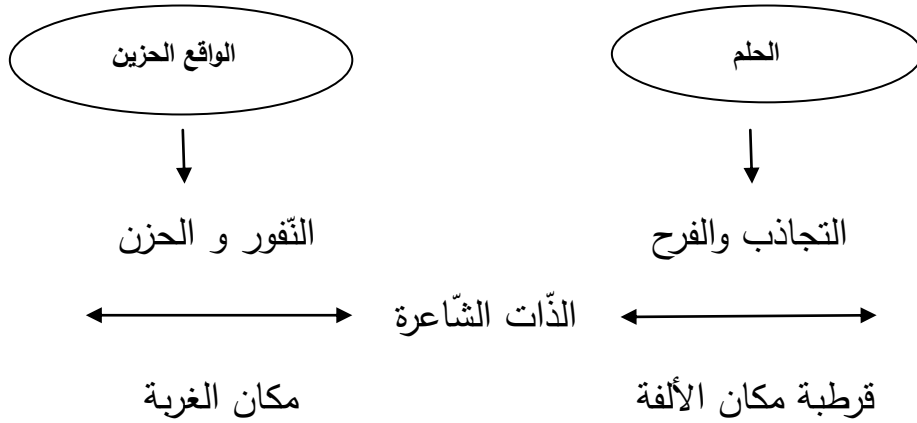 الحلم
الواقع الحزين
التجاذب والفرح
النّفور و الحزن
الذّات الشّاعرة
قرطبة مكان الألفة
مكان الغربة